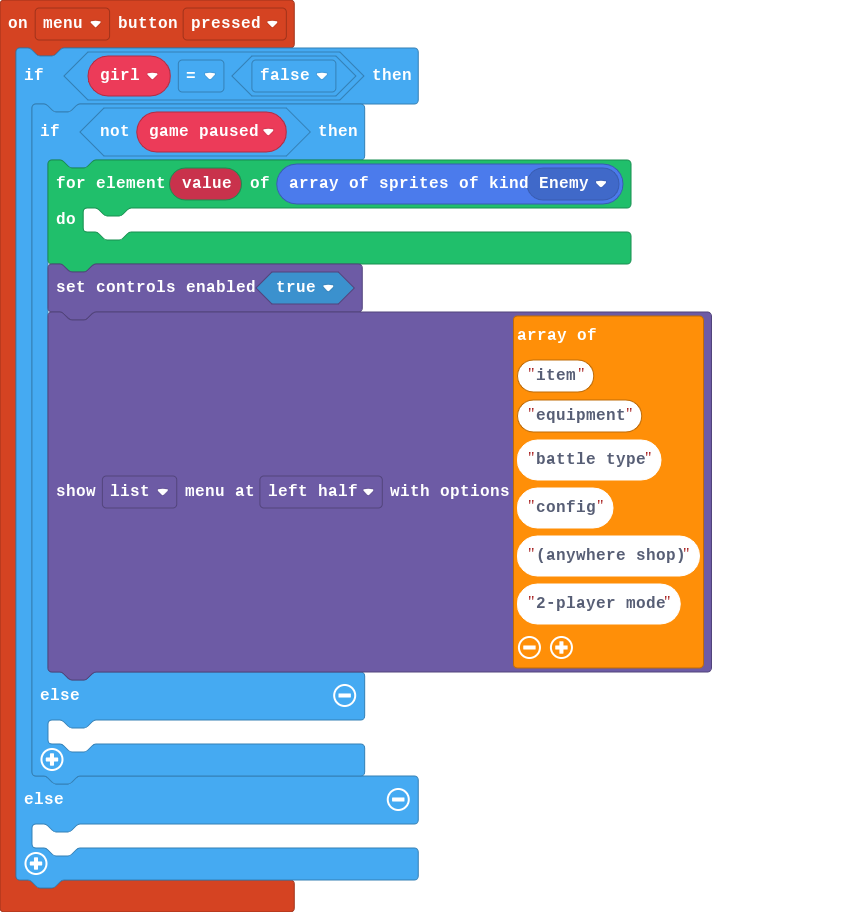 on menu button pressed
if girl = false then
if not game paused then
for element value of array of sprites of kind Enemy
do
set controls enabled true
array of
"item"
"equipment"
"battle type"
"config"
show list menu at left half with options
"(anywhere shop)"
"2-player mode"
else
else